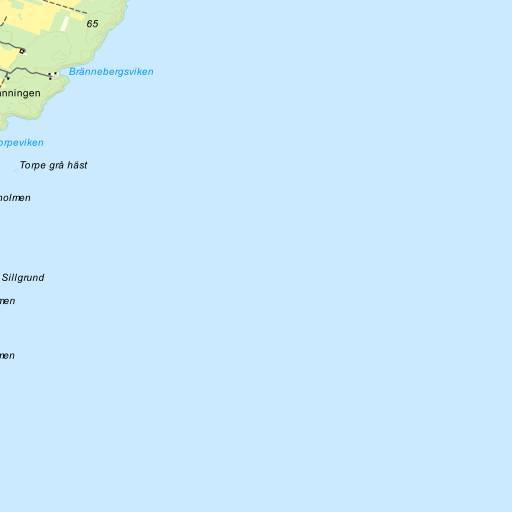 65
Brännebergsviken
nningen
orpeviken
Torpe grå häst
holmen
Sillgrund
men
men